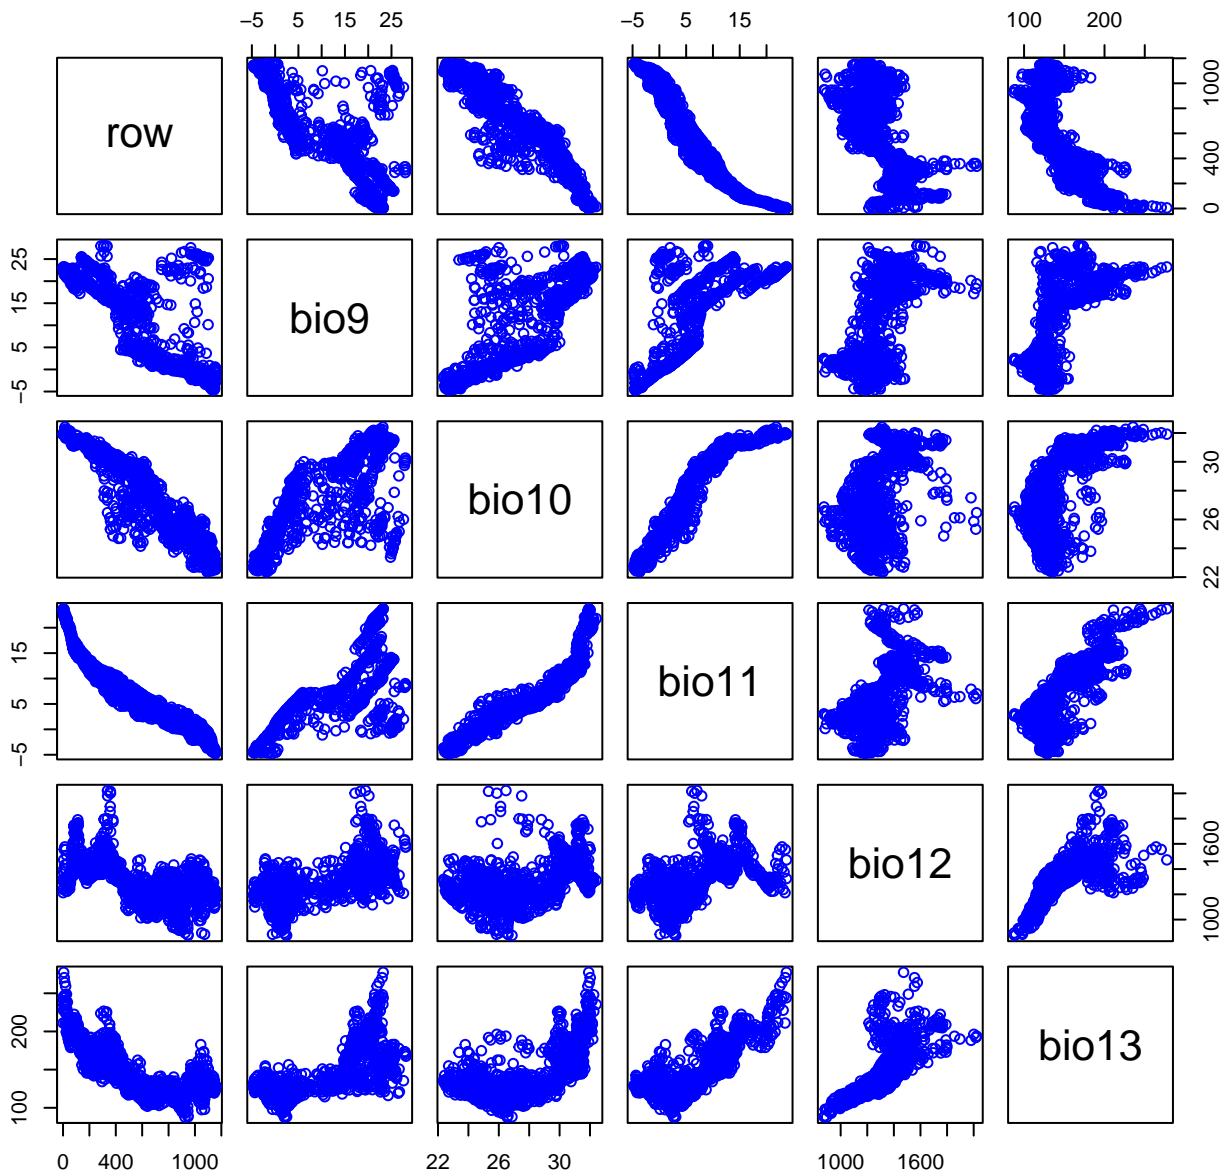 −5 5 15 25 −5 5 15 100 200
row 0 400 1000
−5 5 15 25 bio9
bio10 22 26 30
−5 5 15 bio11
bio12 1000 1600
100 200 bio13
0 400 1000 22 26 30 1000 1600